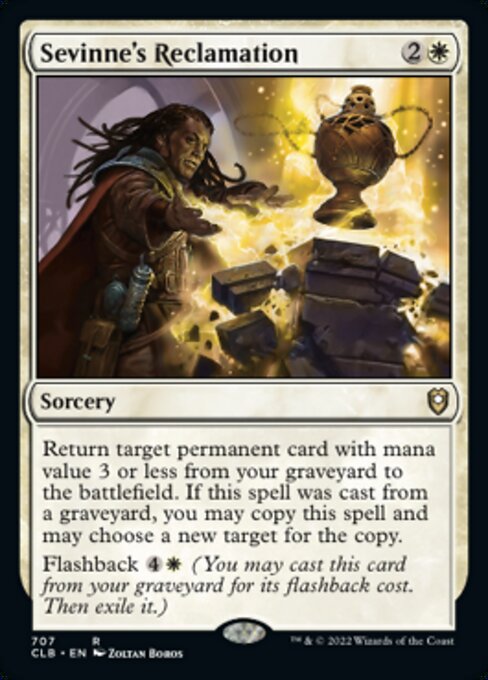 Sevinne's Reclamation 2
Sorcery
Return target permanent card with mana
value 3 or less from your graveyard to
the battlefield. If this spell was cast from
a graveyard, you may copy this spell and
may choose a new target for the copy.
Flashback 4 (You may cast this card
from your graveyard for its flashback cost.
Then exile it.)
707 R
CLB • EN ZOLTAN BOROS
™ & © 2022 Wizards of the Coast